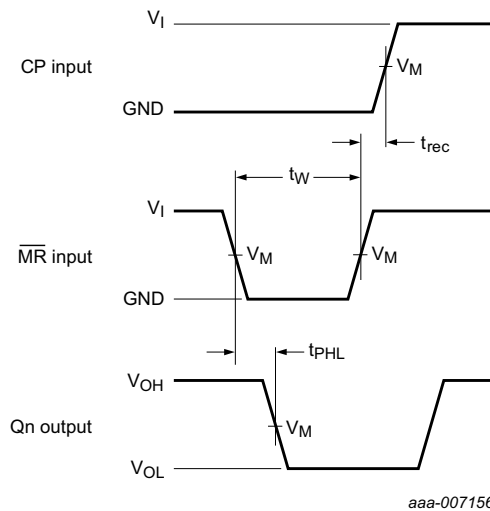 V_I
CP input
V_M
GND
t_rec
t_W
V_I
M̅R̅ input
V_M
V_M
GND
t_PHL
V_OH
Qn output
V_M
V_OL
aaa-007156